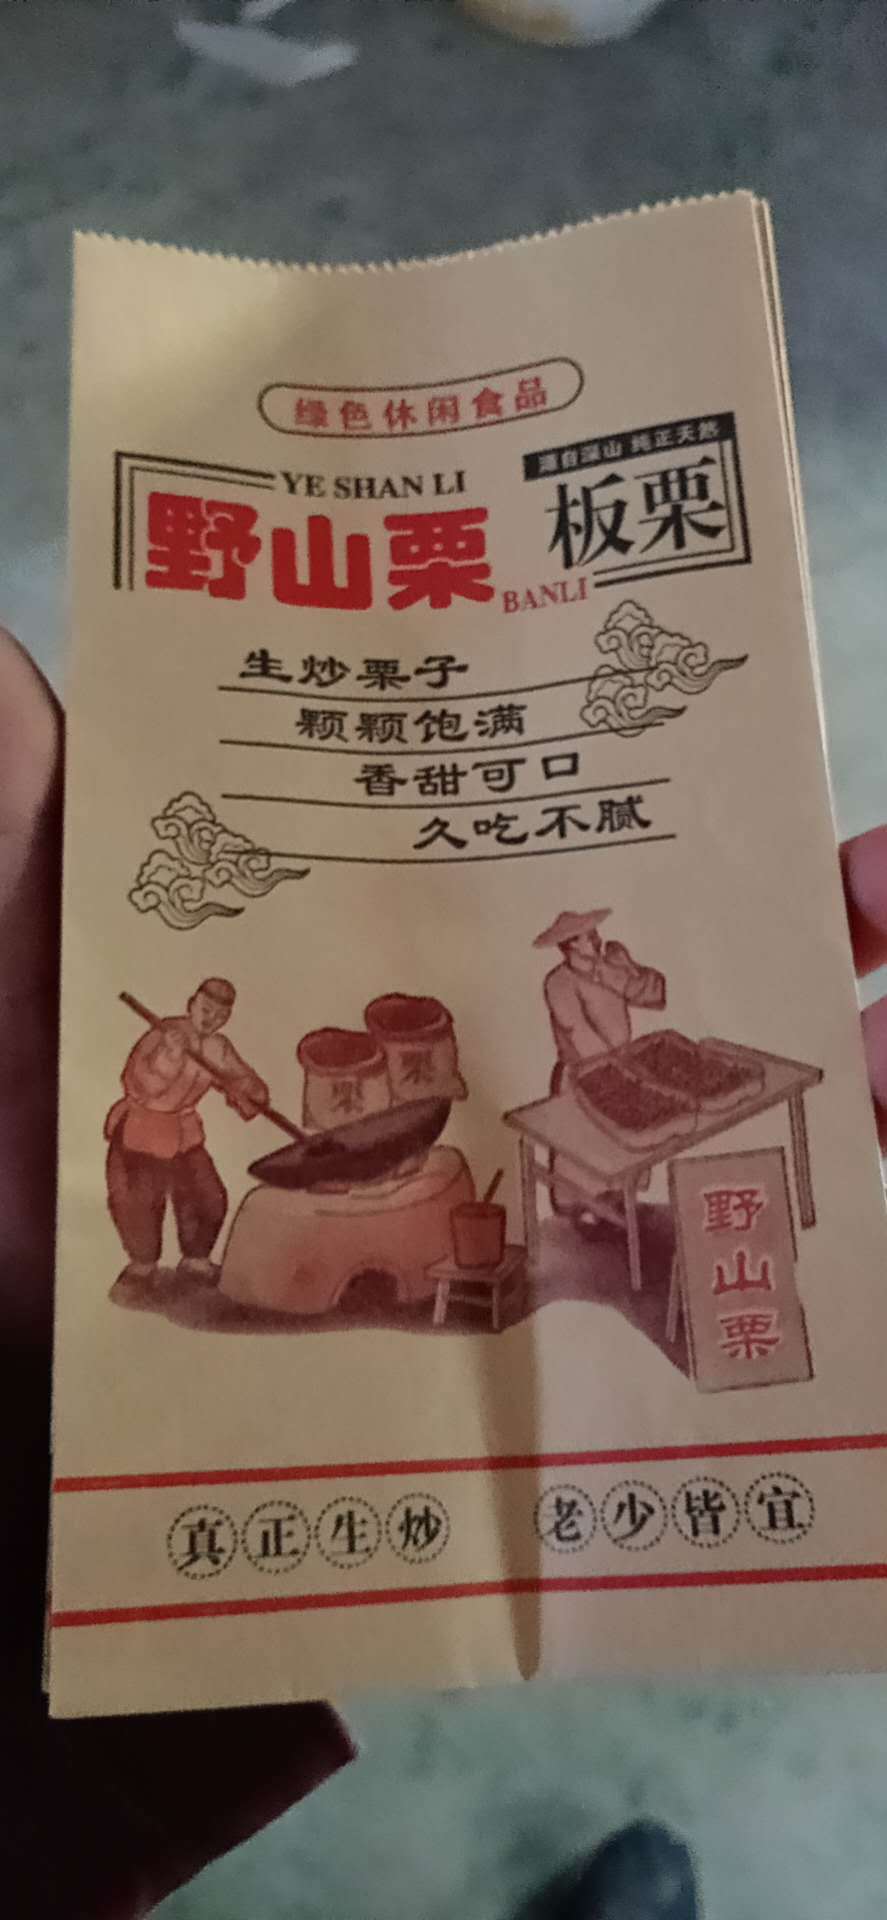 绿色休闲食品
源自深山 纯正天然
YE SHAN LI
野山栗
板栗
BANLI
生炒栗子
颗颗饱满
香甜可口
久吃不腻
栗
栗
野
山
栗
真正生炒 老少皆宜